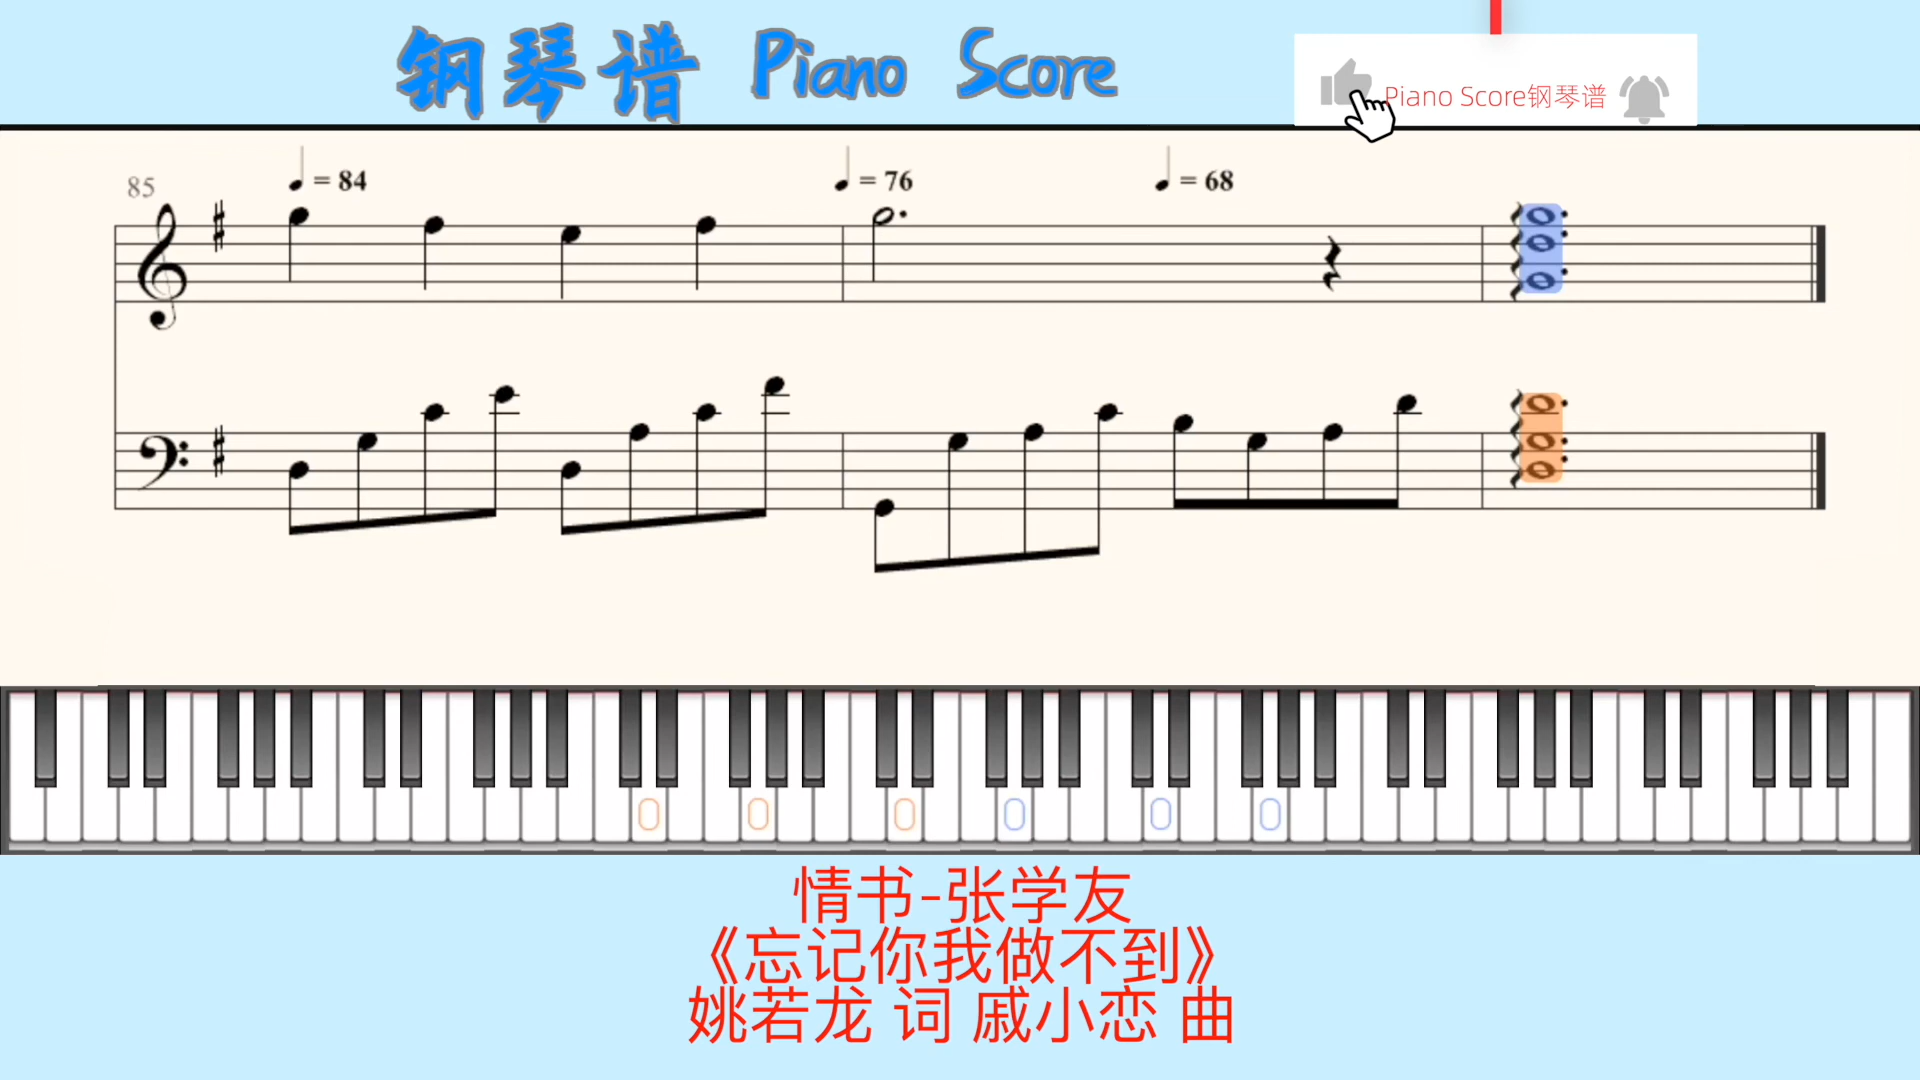 钢琴谱 Piano Score
Piano Score钢琴谱
85
= 84
= 76
= 68
情书-张学友
《忘记你我做不到》
姚若龙 词 戚小恋 曲